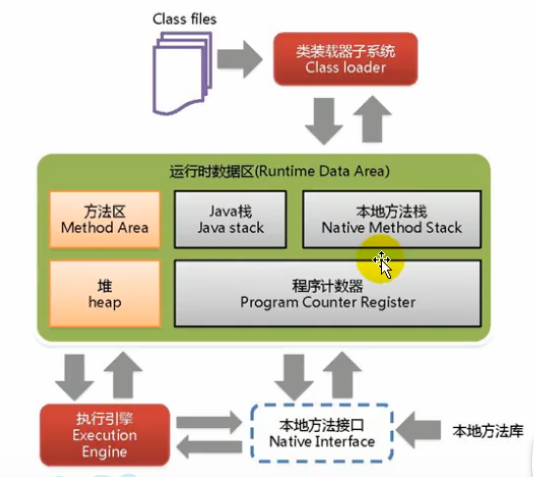 Class files
类装载器子系统
Class loader
运行时数据区(Runtime Data Area)
方法区
Method Area
Java栈
Java stack
本地方法栈
Native Method Stack
堆
heap
程序计数器
Program Counter Register
执行引擎
Execution
Engine
本地方法接口
Native Interface
本地方法库